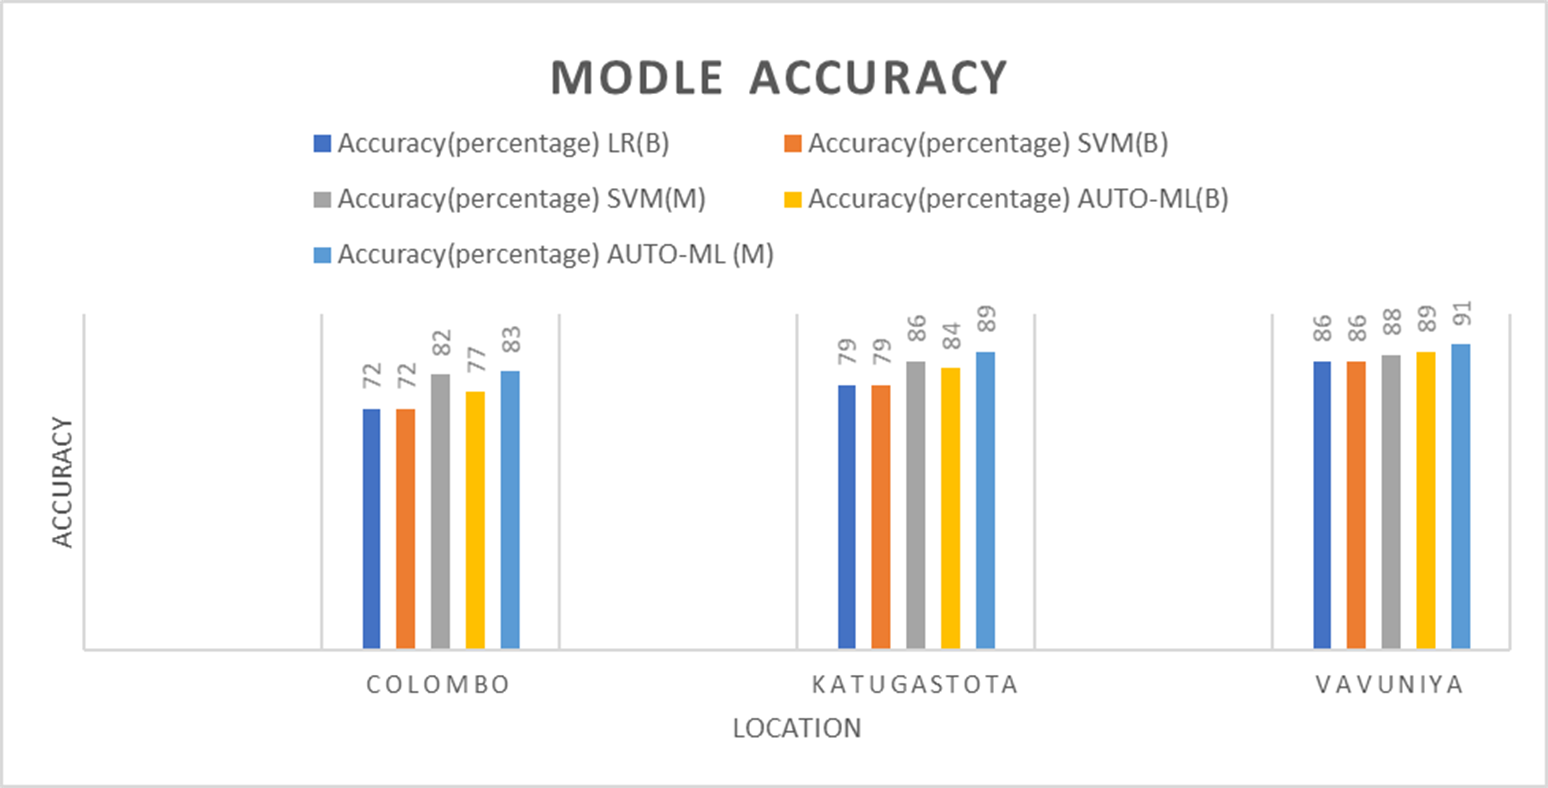 MODLE ACCURACY
Accuracy(percentage) LR(B)
Accuracy(percentage) SVM(B)
Accuracy(percentage) SVM(M)
Accuracy(percentage) AUTO-ML(B)
Accuracy(percentage) AUTO-ML (M)
ACCURACY
72
72
82
77
83
79
79
86
84
89
86
86
88
89
91
COLOMBO
KATUGASTOTA
VAVUNIYA
LOCATION